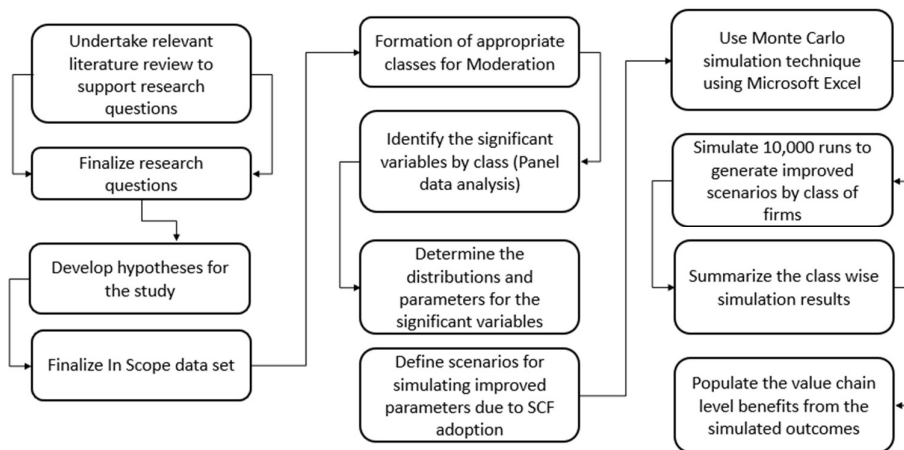 Undertake relevant
literature review to
support research
questions
Finalize research
questions
Develop hypotheses for
the study
Finalize In Scope data set
Formation of appropriate
classes for Moderation
Identify the significant
variables by class (Panel
data analysis)
Determine the
distributions and
parameters for the
significant variables
Define scenarios for
simulating improved
parameters due to SCF
adoption
Use Monte Carlo
simulation technique
using Microsoft Excel
Simulate 10,000 runs to
generate improved
scenarios by class of
firms
Summarize the class wise
simulation results
Populate the value chain
level benefits from the
simulated outcomes